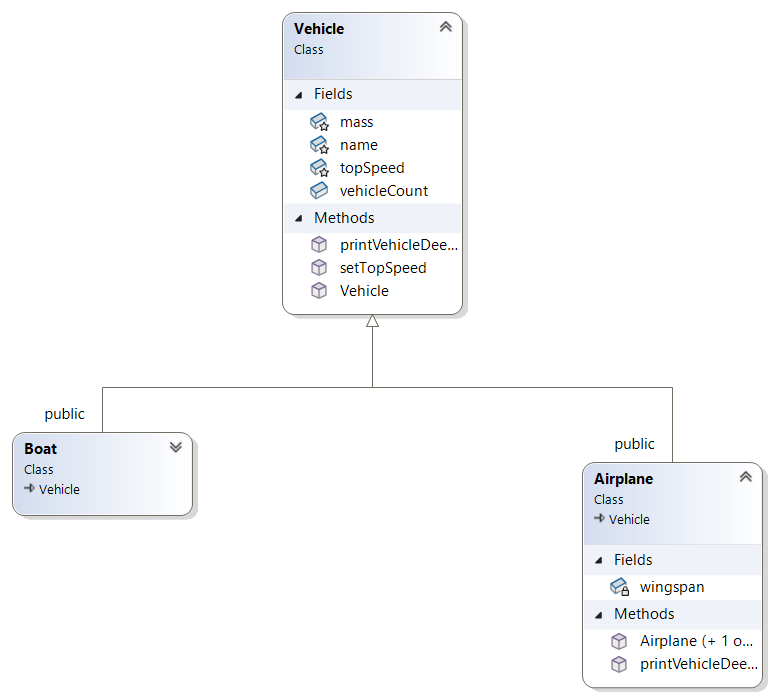 Vehicle
Class
Fields
mass
name
topSpeed
vehicleCount
Methods
printVehicleDee...
setTopSpeed
Vehicle
public
Boat
Class
Vehicle
public
Airplane
Class
Vehicle
Fields
wingspan
Methods
Airplane (+ 1 o...
printVehicleDee...